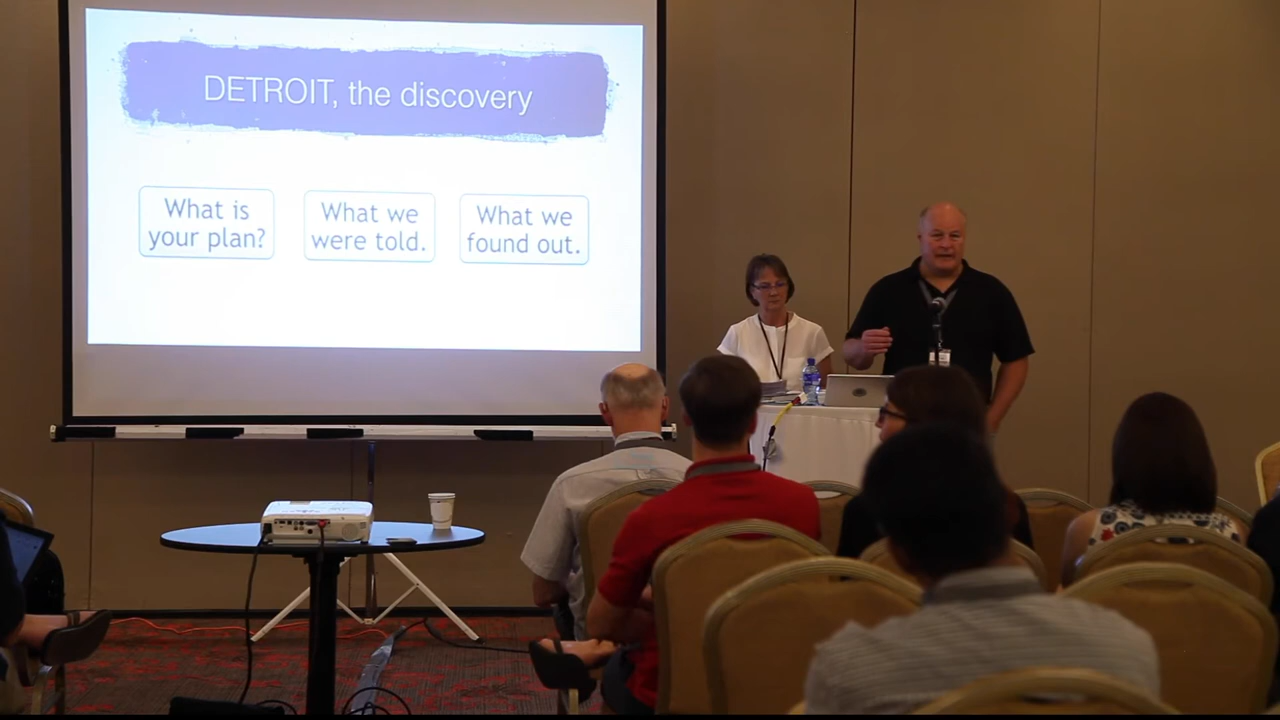 DETROIT, the discovery
What is
your plan?
What we
were told.
What we
found out.